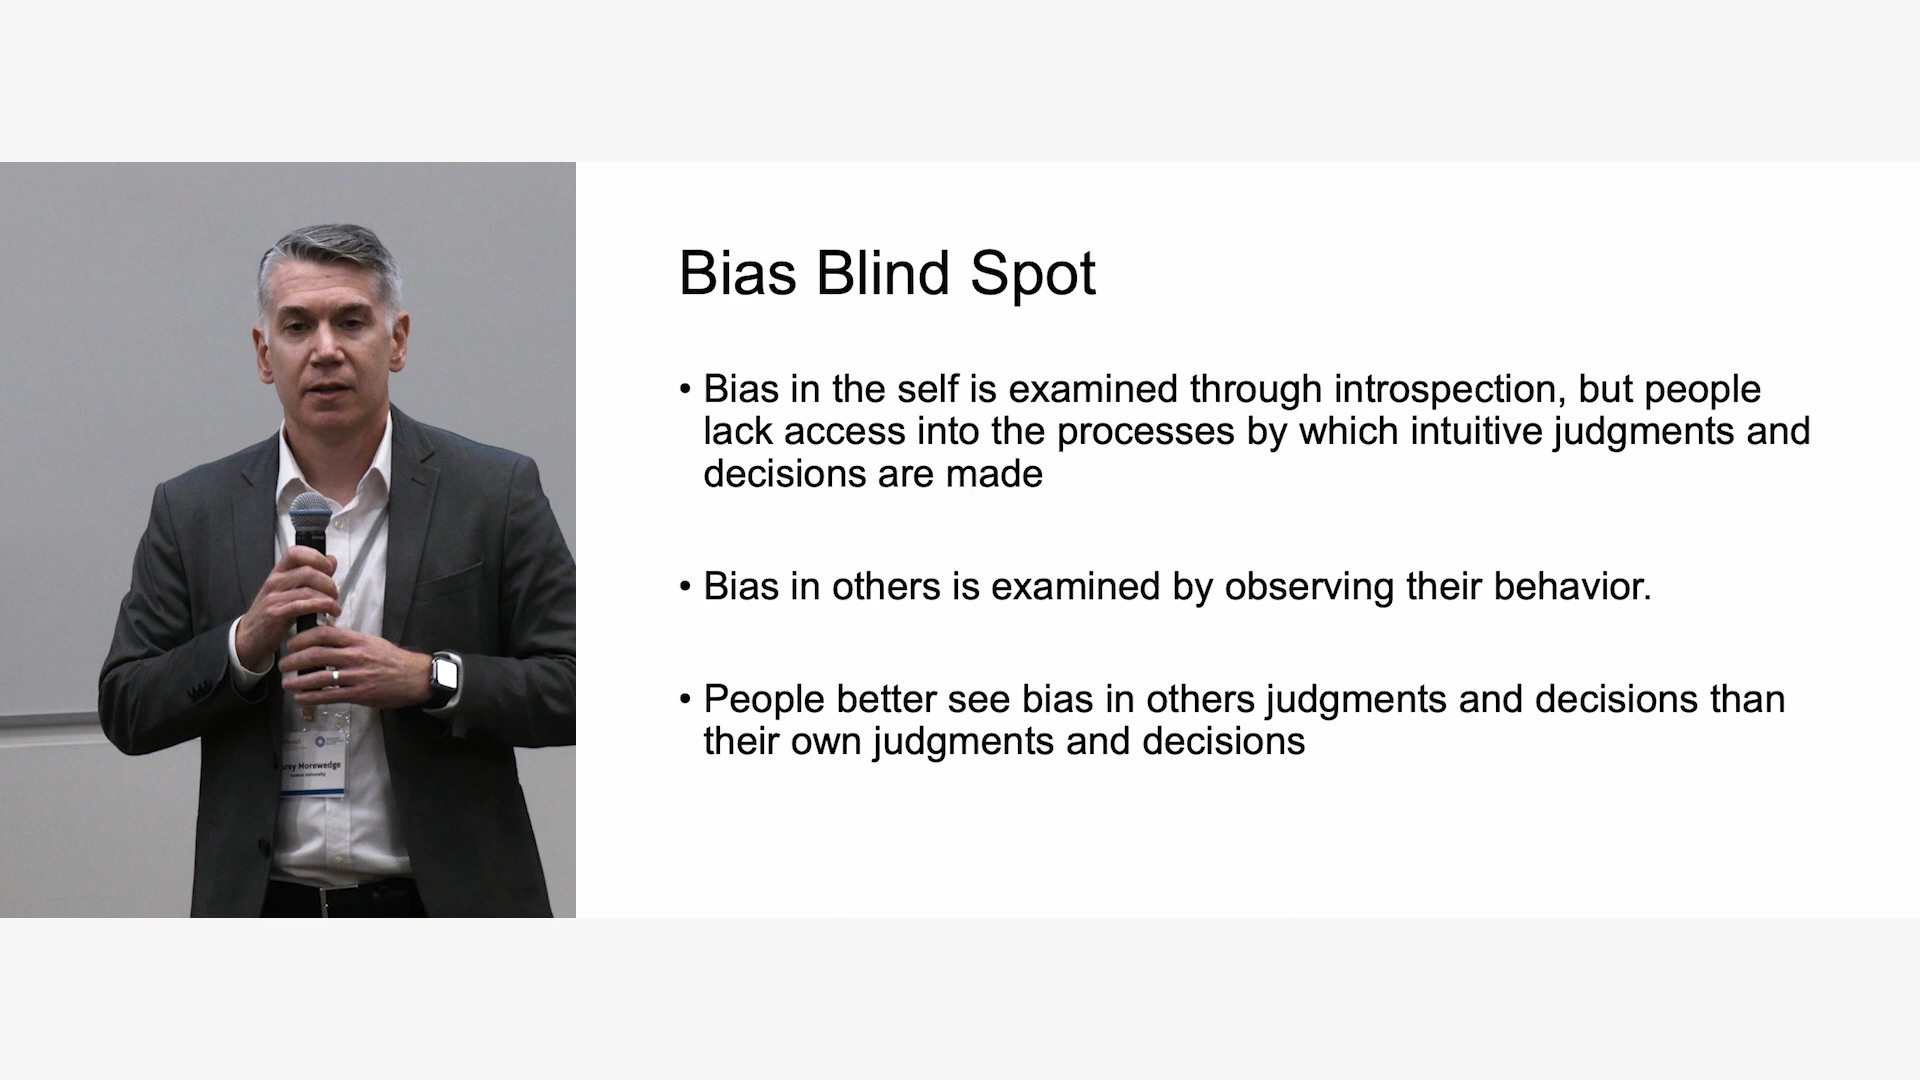 Bias Blind Spot
• Bias in the self is examined through introspection, but people
lack access into the processes by which intuitive judgments and
decisions are made
• Bias in others is examined by observing their behavior.
• People better see bias in others judgments and decisions than
their own judgments and decisions
Morewedge
University